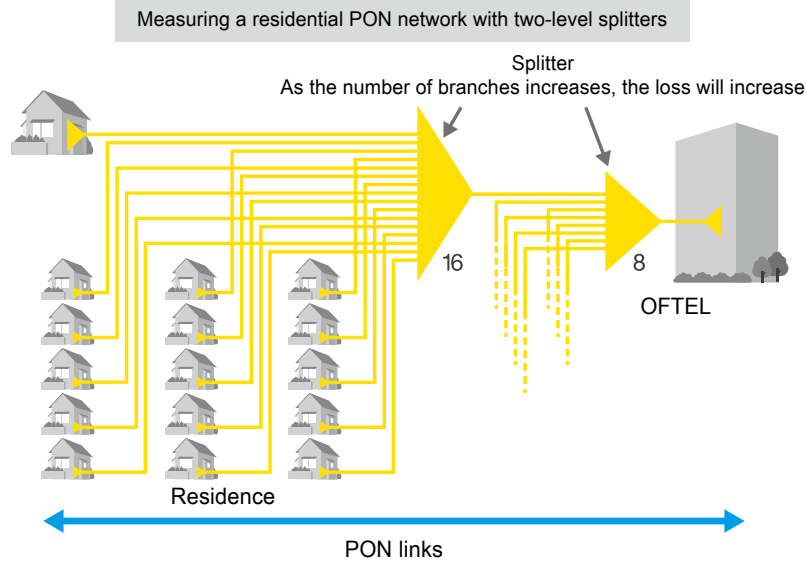 Measuring a residential PON network with two-level splitters
Splitter
As the number of branches increases, the loss will increase
16
8
OFTEL
Residence
PON links